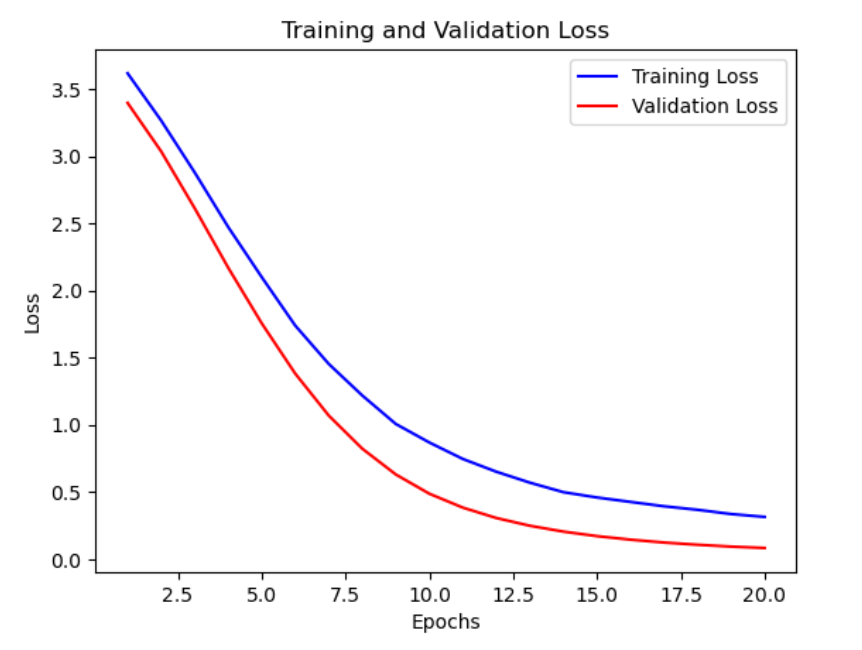 Training and Validation Loss
Training Loss
Validation Loss
3.5
3.0
2.5
2.0
1.5
1.0
0.5
0.0
Loss
2.5 5.0 7.5 10.0 12.5 15.0 17.5 20.0
Epochs